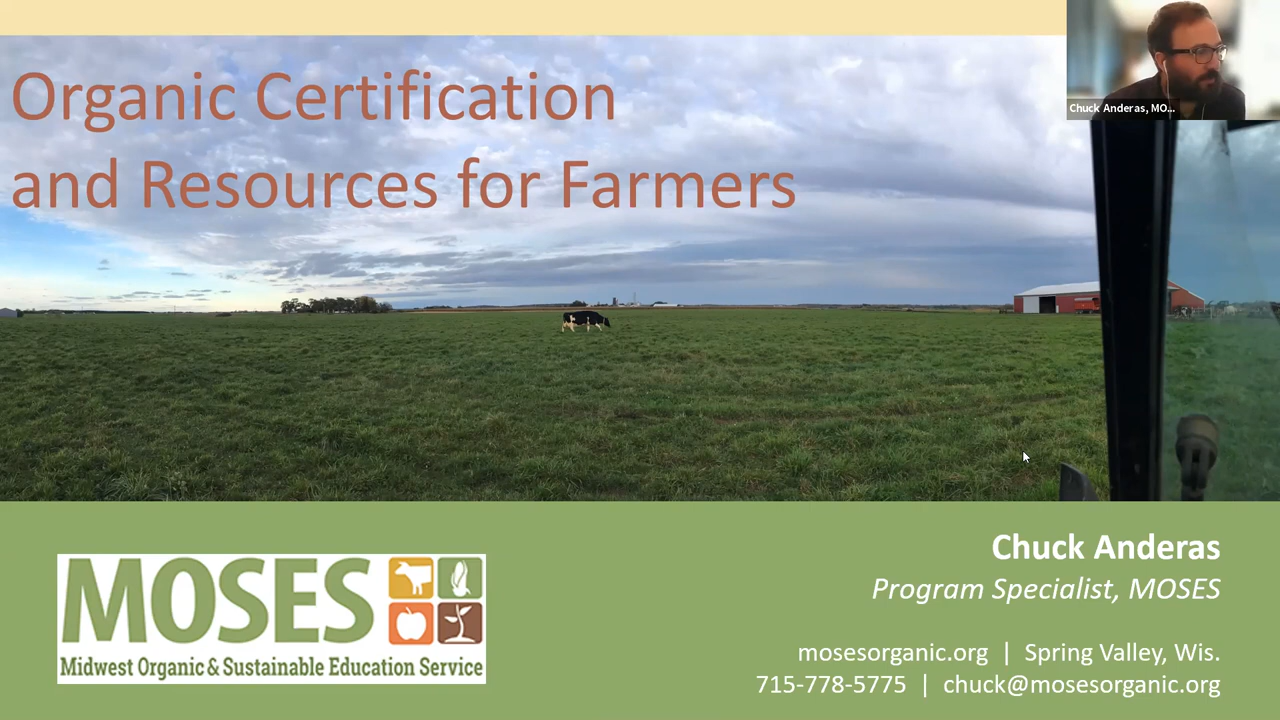 Organic Certification
and Resources for Farmers
Chuck Anderas, MO...
MOSES
Midwest Organic & Sustainable Education Service
Chuck Anderas
Program Specialist, MOSES
mosesorganic.org | Spring Valley, Wis.
715-778-5775 | chuck@mosesorganic.org